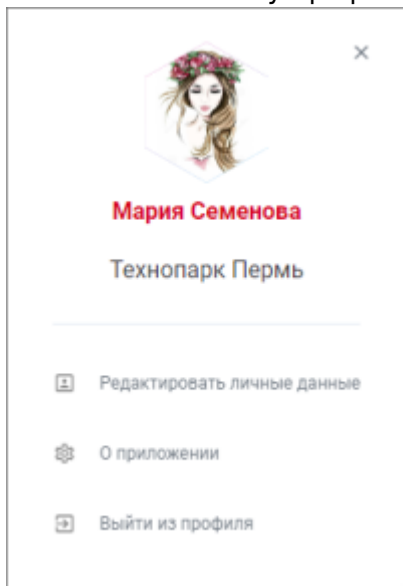 Мария Семенова
Технопарк Пермь
Редактировать личные данные
О приложении
Выйти из профиля